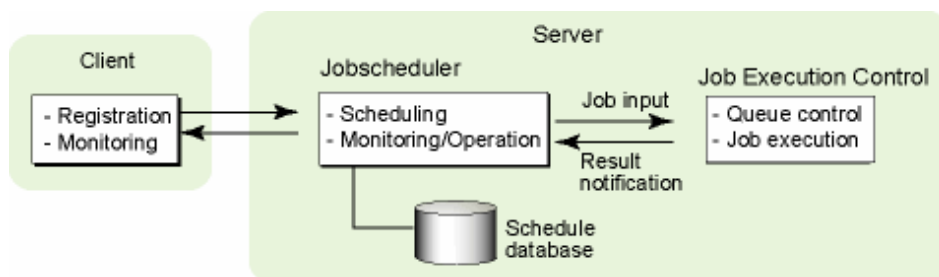 Server
Client
- Registration
- Monitoring
Jobscheduler
- Scheduling
- Monitoring/Operation
Job input
Result
notification
Job Execution Control
- Queue control
- Job execution
Schedule
database